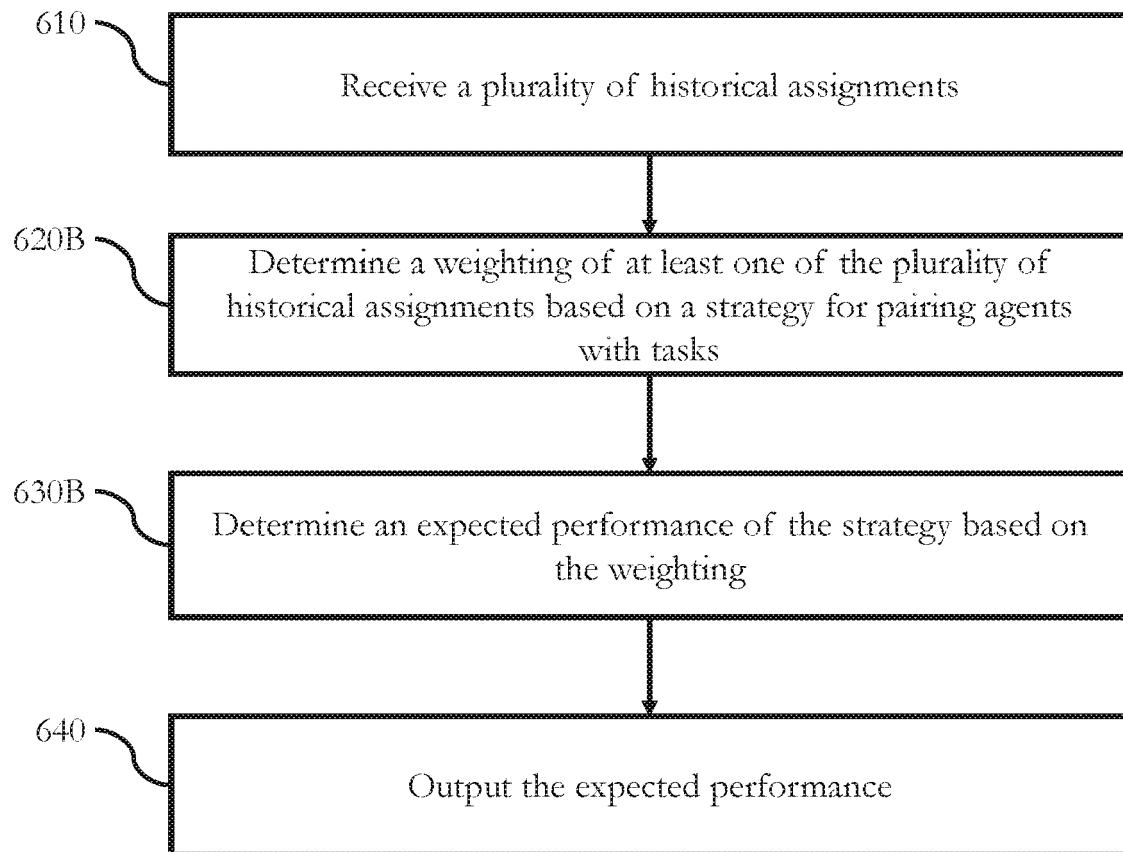 610
Receive a plurality of historical assignments
620B
Determine a weighting of at least one of the plurality of
historical assignments based on a strategy for pairing agents
with tasks
630B
Determine an expected performance of the strategy based on
the weighting
640
Output the expected performance